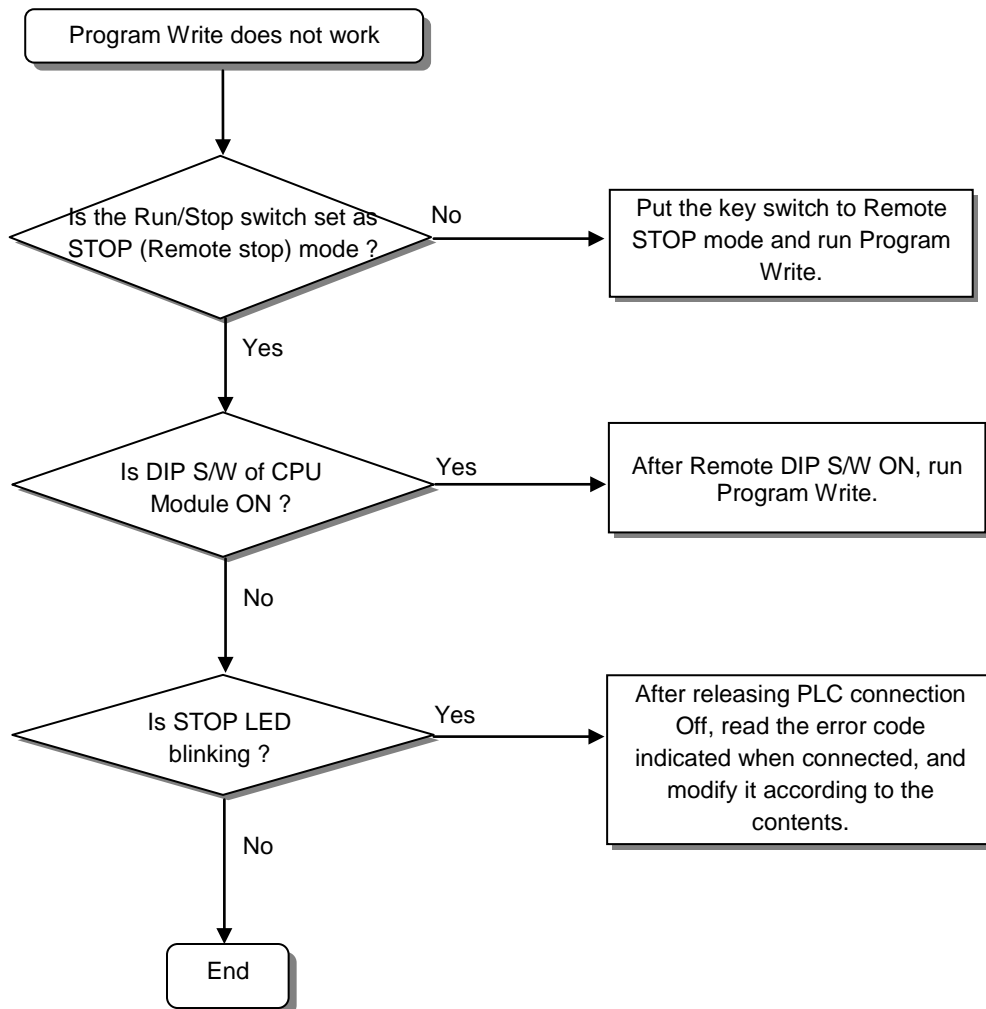 Program Write does not work
Is the Run/Stop switch set as
STOP (Remote stop) mode ?
No
Put the key switch to Remote
STOP mode and run Program
Write.
Yes
Is DIP S/W of CPU
Module ON ?
Yes
After Remote DIP S/W ON, run
Program Write.
No
Is STOP LED
blinking ?
Yes
After releasing PLC connection
Off, read the error code
indicated when connected, and
modify it according to the
contents.
No
End